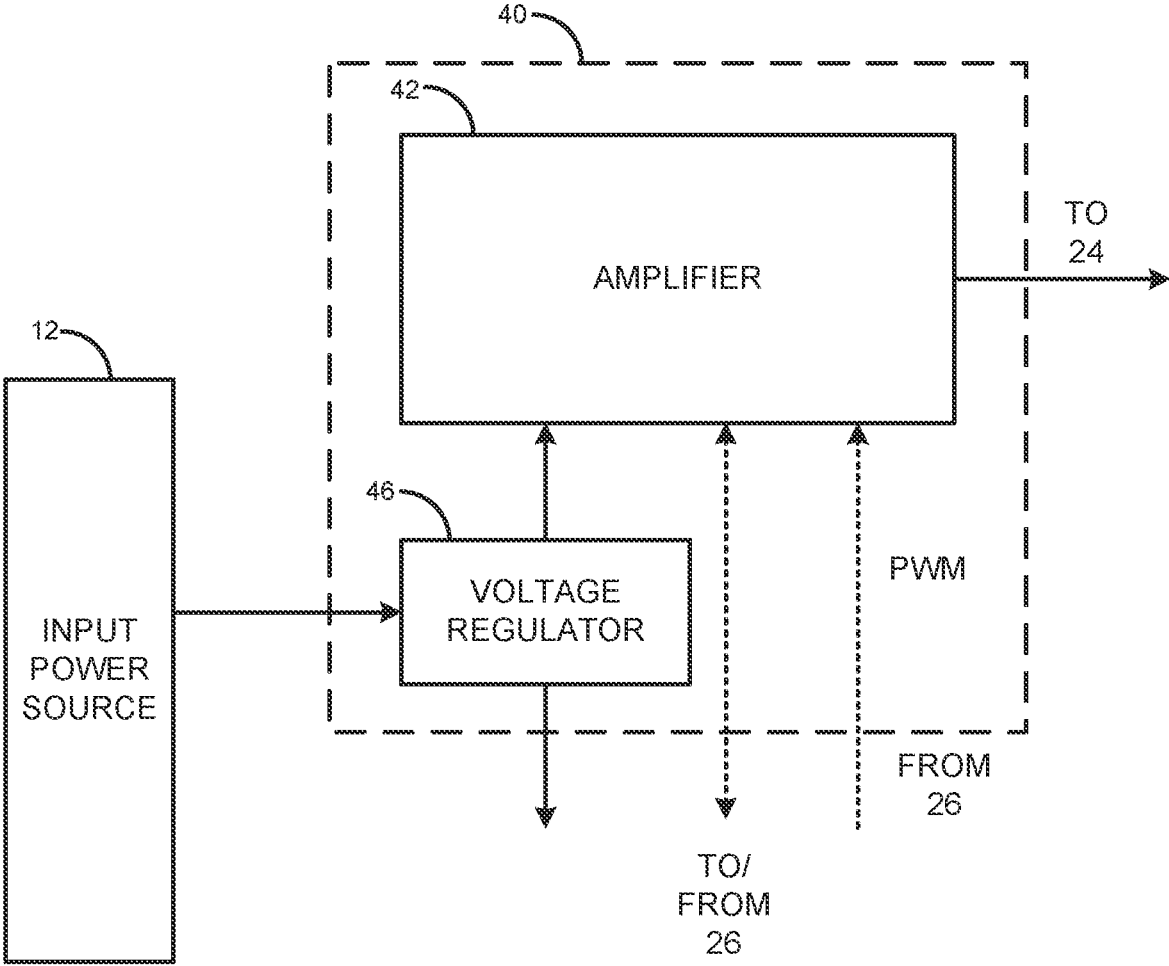 40
42
TO
24
AMPLIFIER
12
46
PWM
VOLTAGE
REGULATOR
INPUT
POWER
SOURCE
FROM
26
TO/
FROM
26